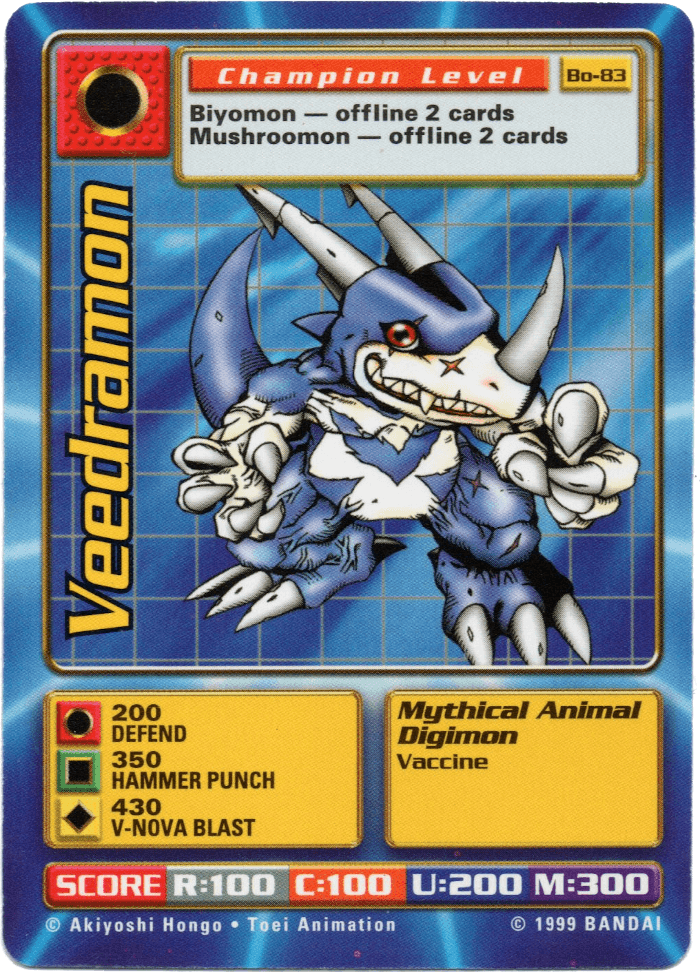 Champion Level
Bo-83
Biyomon — offline 2 cards
Mushroomon — offline 2 cards
Veedramon
200
DEFEND
350
HAMMER PUNCH
430
V-NOVA BLAST
Mythical Animal
Digimon
Vaccine
SCORE R:100 C:100 U:200 M:300
© Akiyoshi Hongo • Toei Animation © 1999 BANDAI